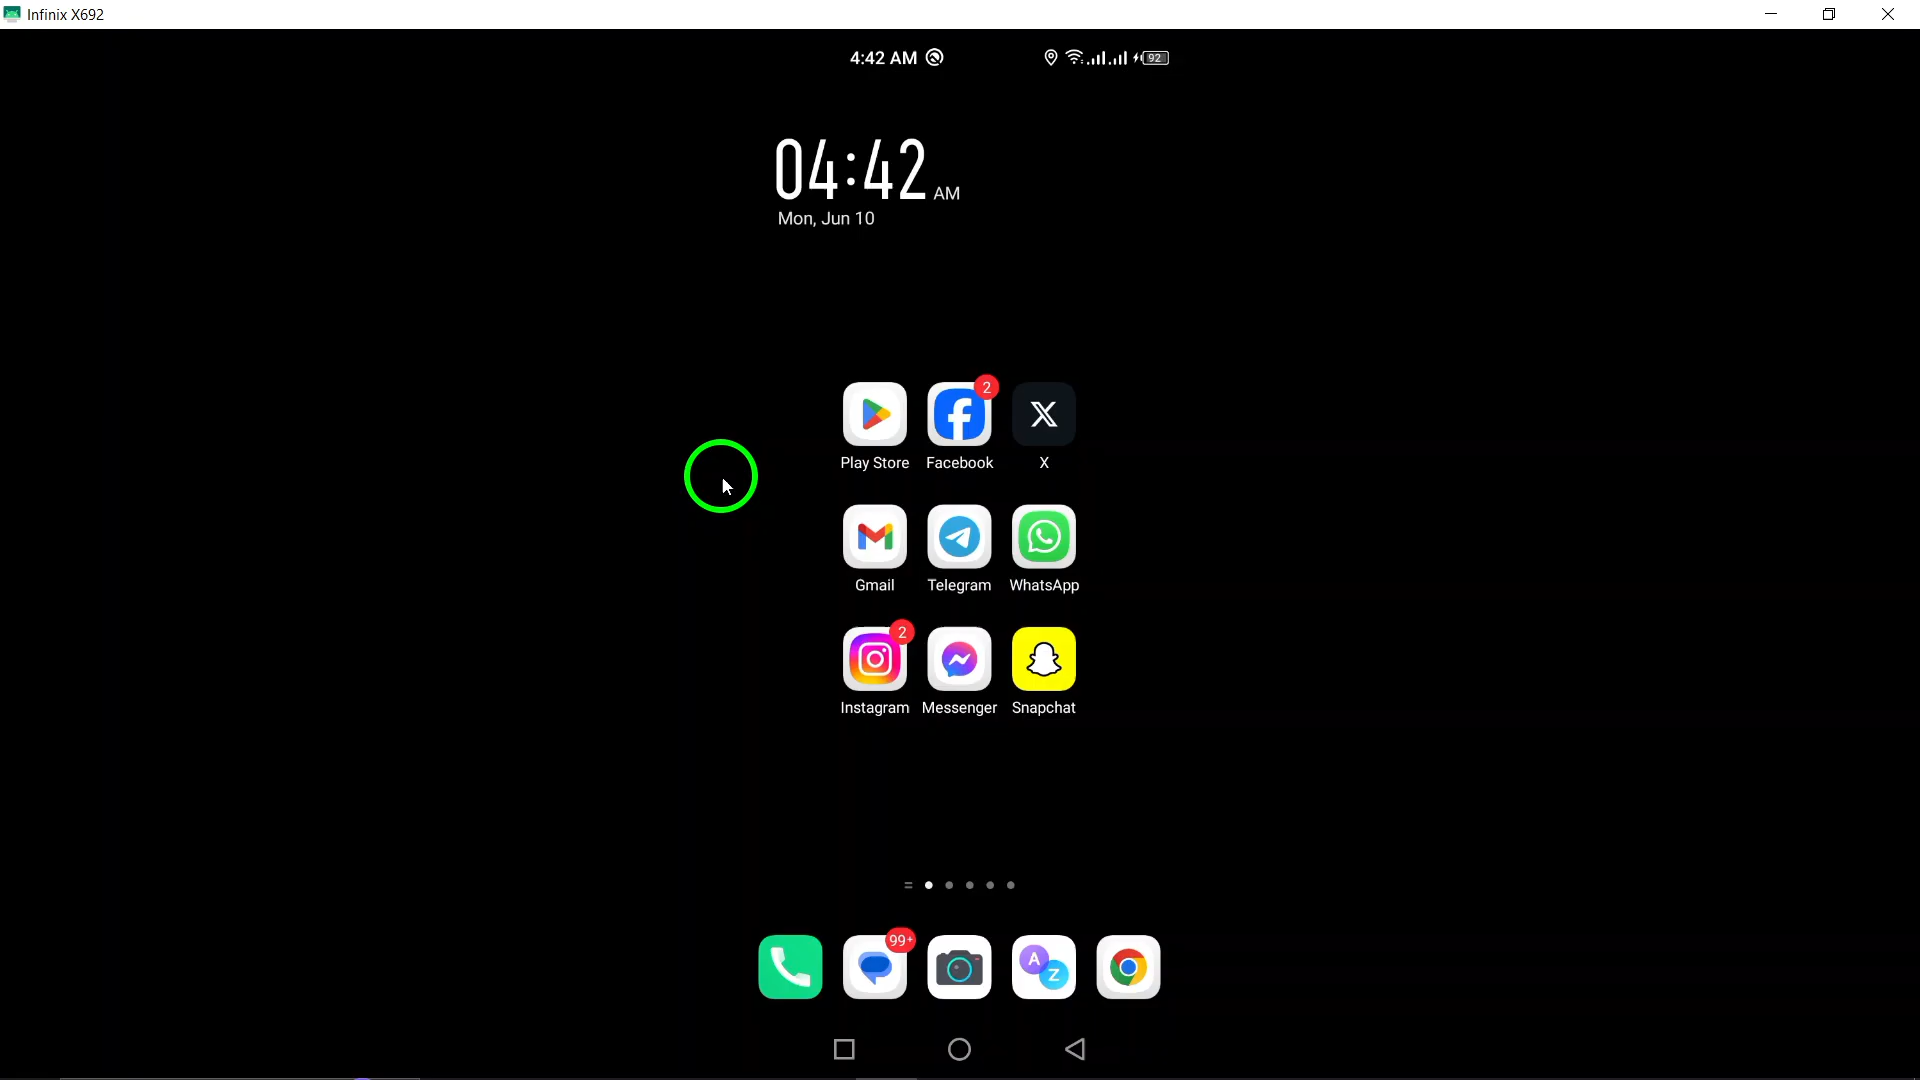 Infinix X692
4:42 AM
92
04:42 AM
Mon, Jun 10
2
Play Store Facebook X
Gmail Telegram WhatsApp
2
Instagram Messenger Snapchat
99+
A
Z